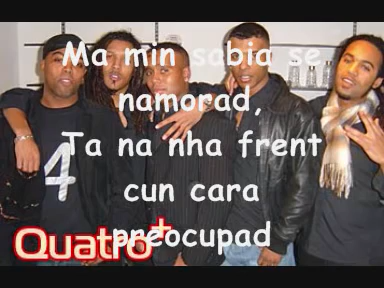 Ma min sabia se
namorad,
Ta na nha frent
cun cara
preocupad
Quatro+
4